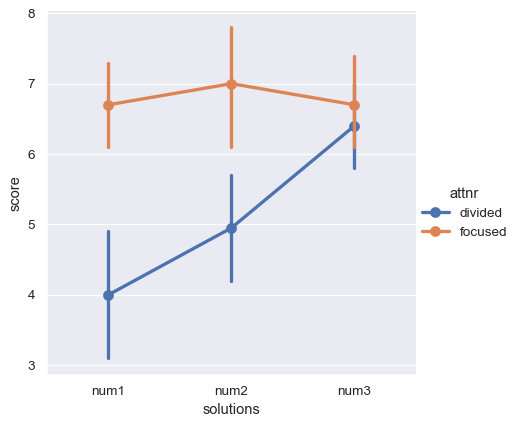 8
7
6
5
4
3
score
num1 num2 num3
solutions
attnr
divided
focused